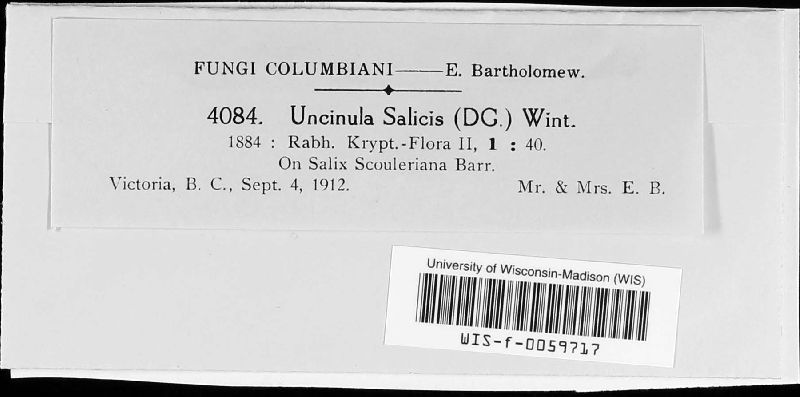 FUNGI COLUMBIANI—E. Bartholomew.
4084. Uncinula Salicis (DC.) Wint.
1884 : Rabh. Krypt.-Flora II, 1 : 40.
On Salix Scouleriana Barr.
Victoria, B. C., Sept. 4, 1912. Mr. & Mrs. E. B.
University of Wisconsin-Madison (WIS)
WIS-f-0059717